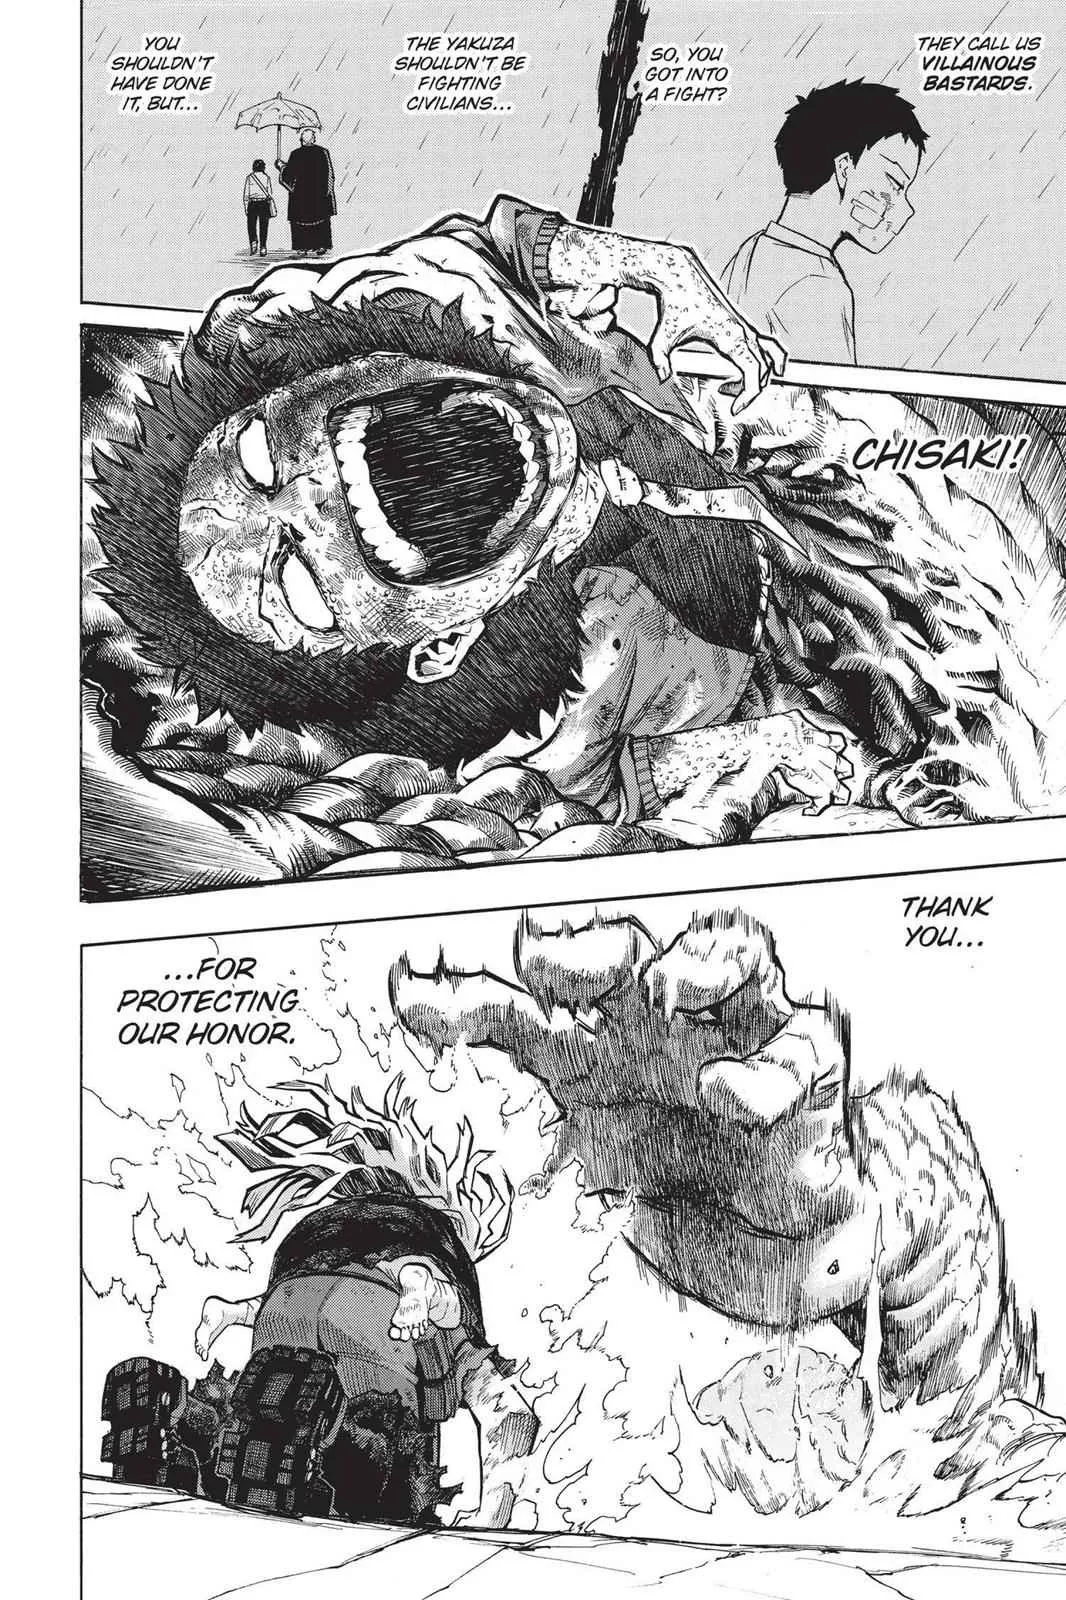 THEY CALL US
VILLAINOUS
BASTARDS.
SO, YOU
GOT INTO
A FIGHT?
THE YAKUZA
SHOULDN'T BE
FIGHTING
CIVILIANS...
YOU
SHOULDN'T
HAVE DONE
IT, BUT...
CHISAKI!
THANK
YOU...
...FOR
PROTECTING
OUR HONOR.